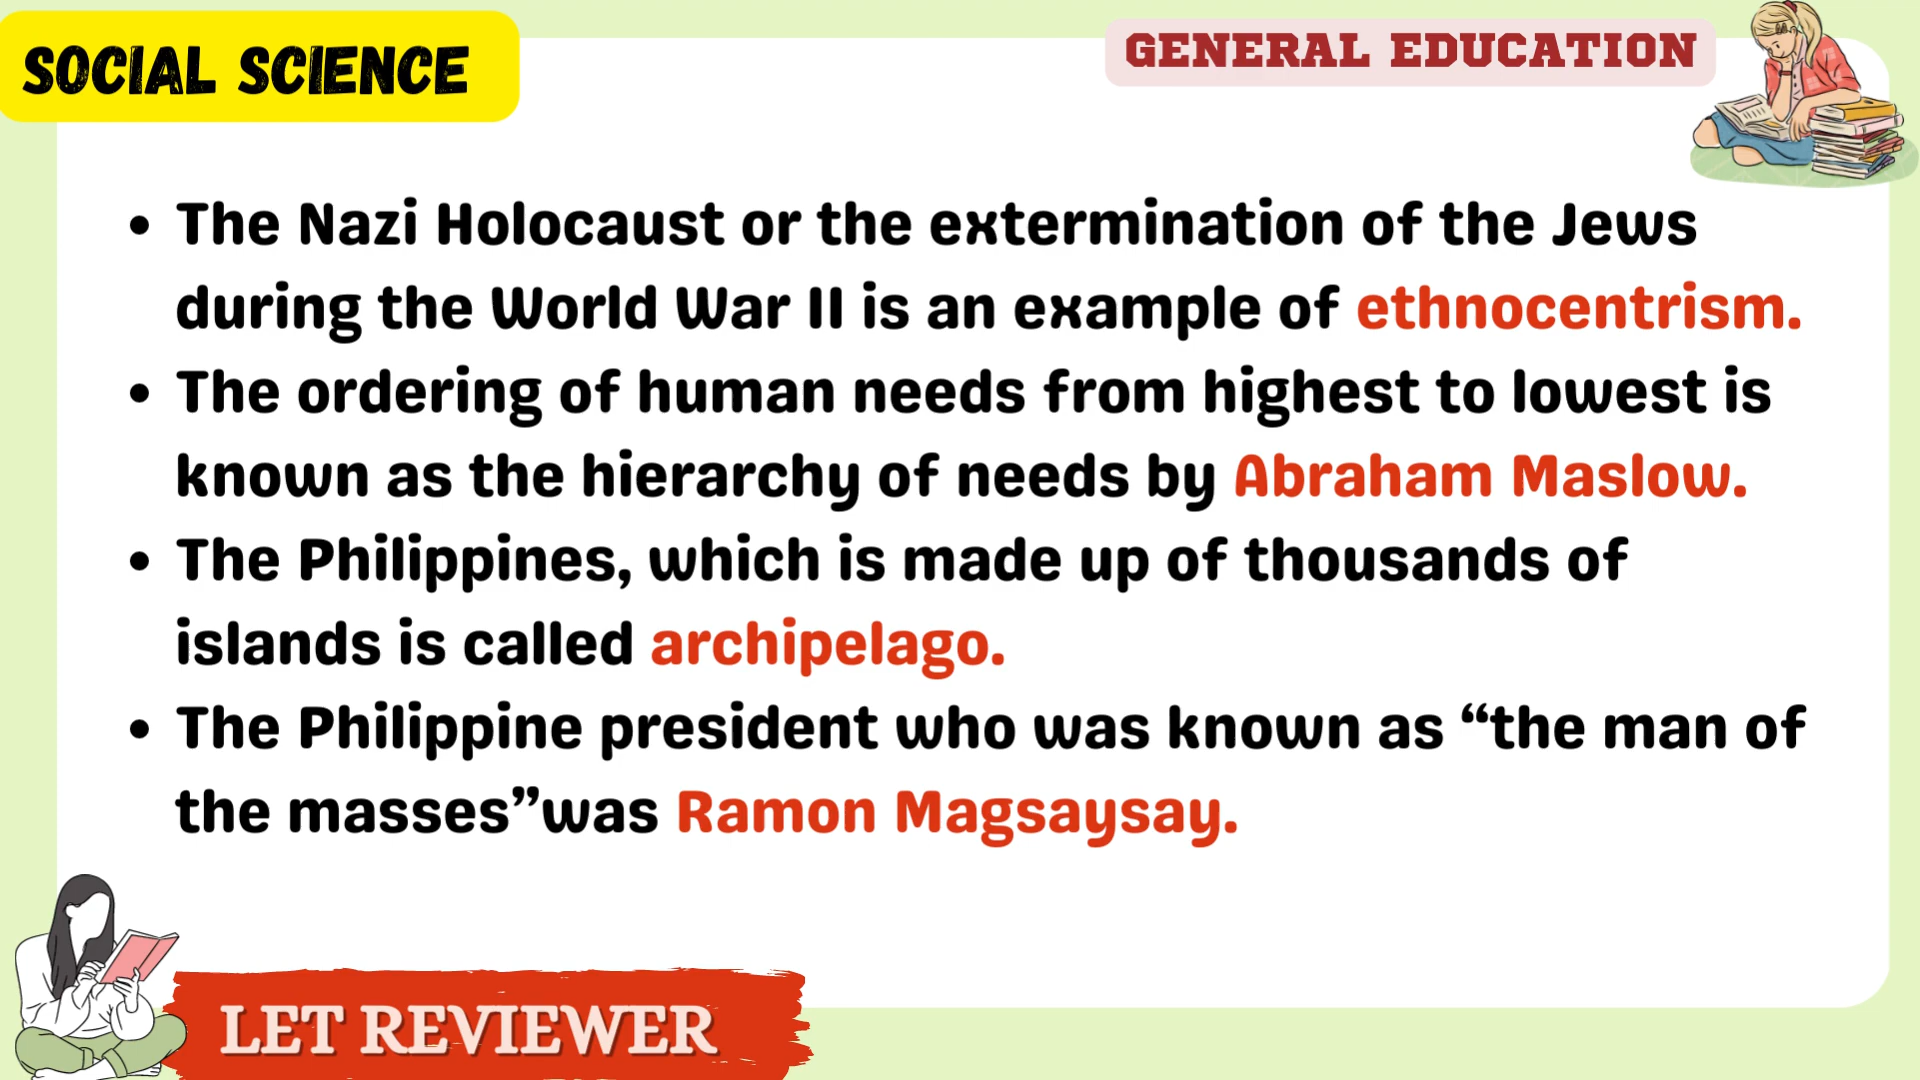 SOCIAL SCIENCE
GENERAL EDUCATION
• The Nazi Holocaust or the extermination of the Jews
during the World War II is an example of ethnocentrism.
• The ordering of human needs from highest to lowest is
known as the hierarchy of needs by Abraham Maslow.
• The Philippines, which is made up of thousands of
islands is called archipelago.
• The Philippine president who was known as “the man of
the masses”was Ramon Magsaysay.
LET REVIEWER